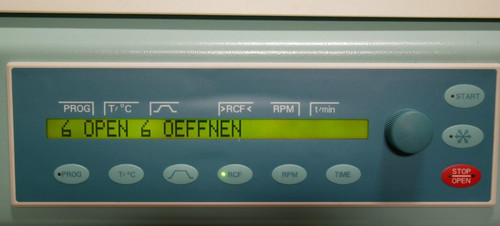 PROG T/°C >RCF< RPM t/min
6 OPEN 6 OEFFNEN
PROG T/°C RCF RPM TIME
START
STOP
OPEN